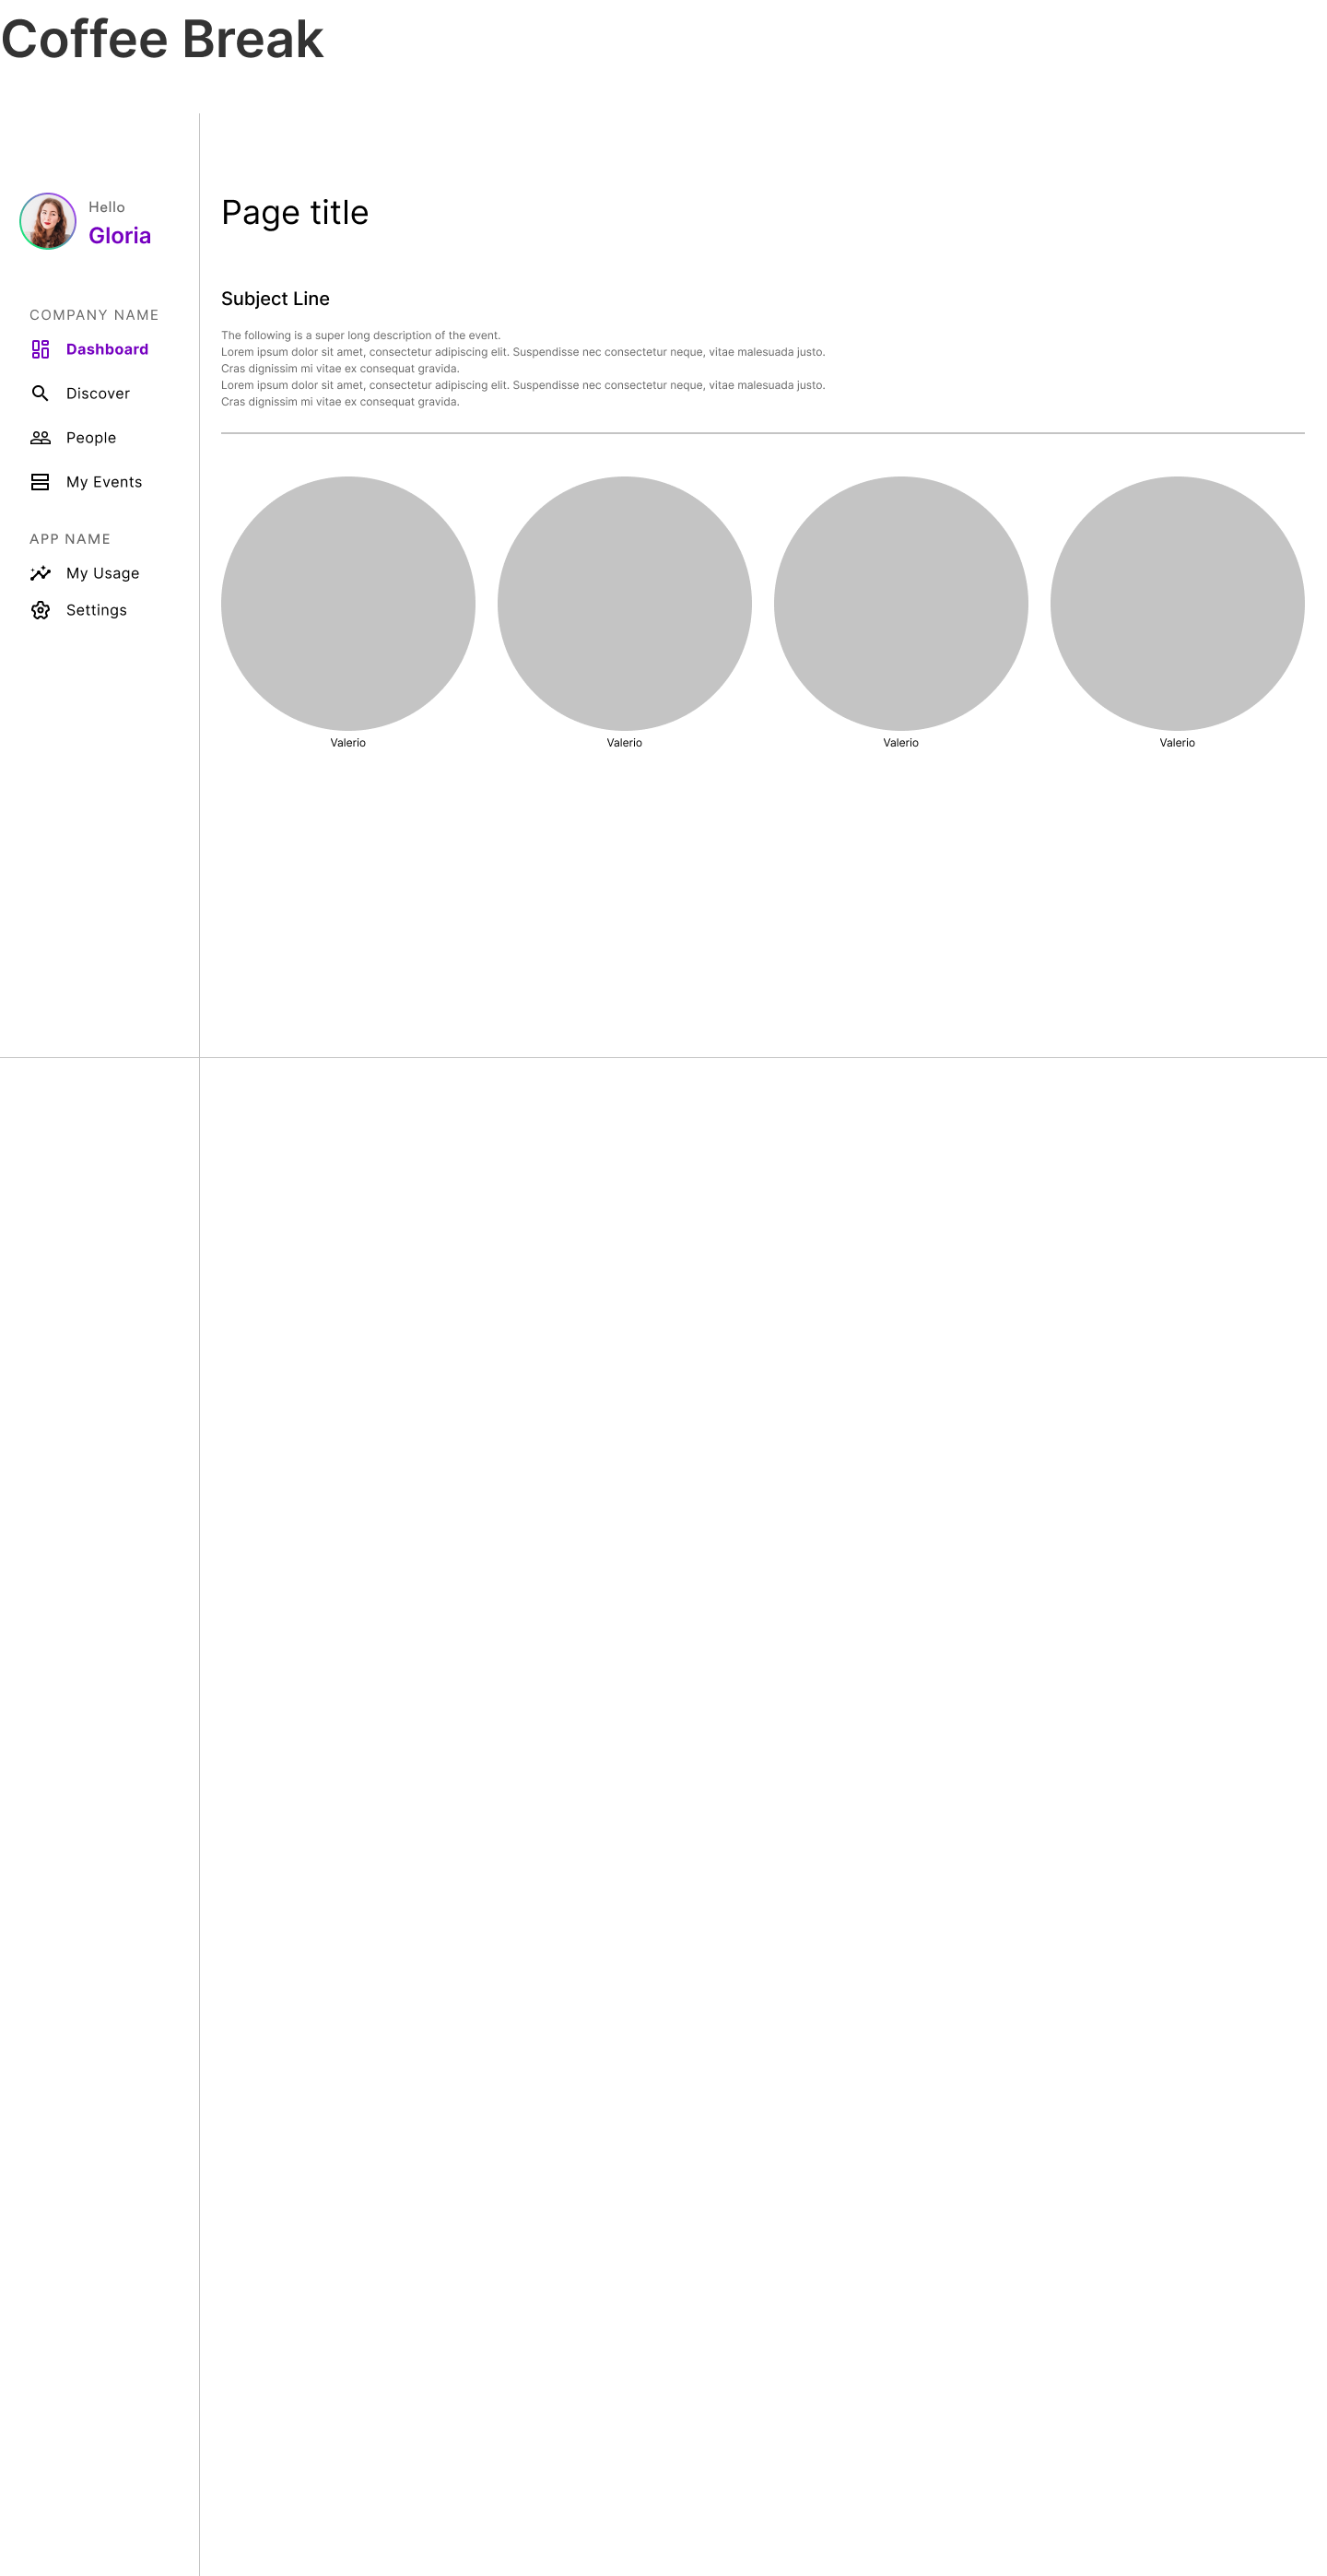 Coffee Break
Hello
Gloria
COMPANY NAME
Dashboard
Discover
People
My Events
APP NAME
My Usage
Settings
Page title
Subject Line
The following is a super long description of the event.
Lorem ipsum dolor sit amet, consectetur adipiscing elit. Suspendisse nec consectetur neque, vitae malesuada justo.
Cras dignissim mi vitae ex consequat gravida.
Lorem ipsum dolor sit amet, consectetur adipiscing elit. Suspendisse nec consectetur neque, vitae malesuada justo.
Cras dignissim mi vitae ex consequat gravida.
Valerio
Valerio
Valerio
Valerio